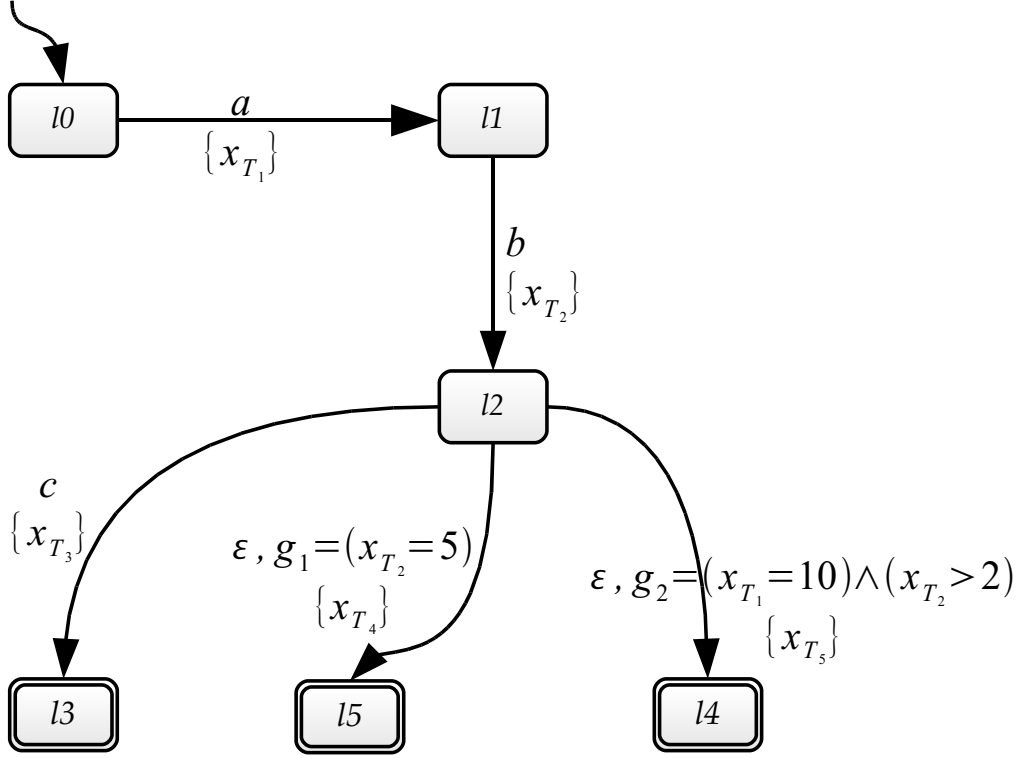 l0
a
{x_{T_1}}
l1
b
{x_{T_2}}
l2
c
{x_{T_3}}
ε, g_1=(x_{T_2}=5)
{x_{T_4}}
ε, g_2=(x_{T_1}=10)∧(x_{T_2}>2)
{x_{T_5}}
l3
l5
l4